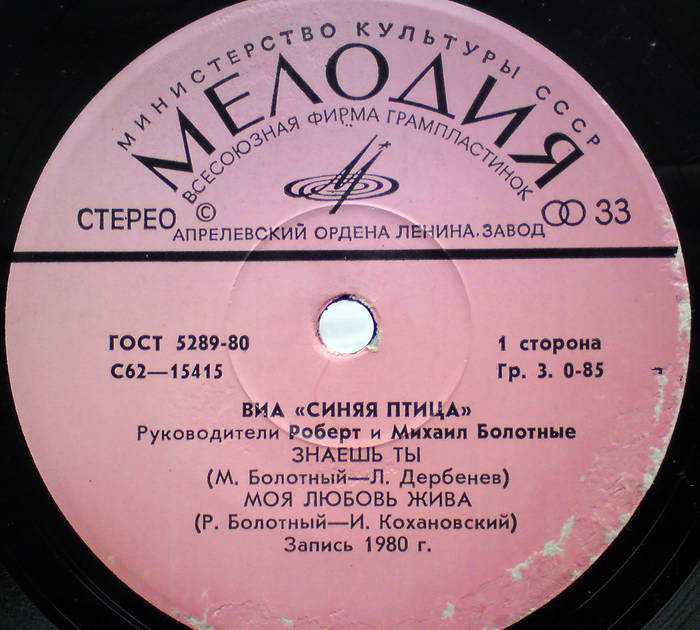 МИНИСТЕРСТВО КУЛЬТУРЫ СССР
МЕЛОДИЯ
ВСЕСОЮЗНАЯ ФИРМА ГРАМПЛАСТИНОК
СТЕРЕО © 33
АПРЕЛЕВСКИЙ ОРДЕНА ЛЕНИНА ЗАВОД
ГОСТ 5289-80 1 сторона
С62—15415 Гр. 3. 0-85
ВИА «СИНЯЯ ПТИЦА»
Руководители Роберт и Михаил Болотные
ЗНАЕШЬ ТЫ
(М. Болотный—Л. Дербенев)
МОЯ ЛЮБОВЬ ЖИВА
(Р. Болотный—И. Кохановский)
Запись 1980 г.